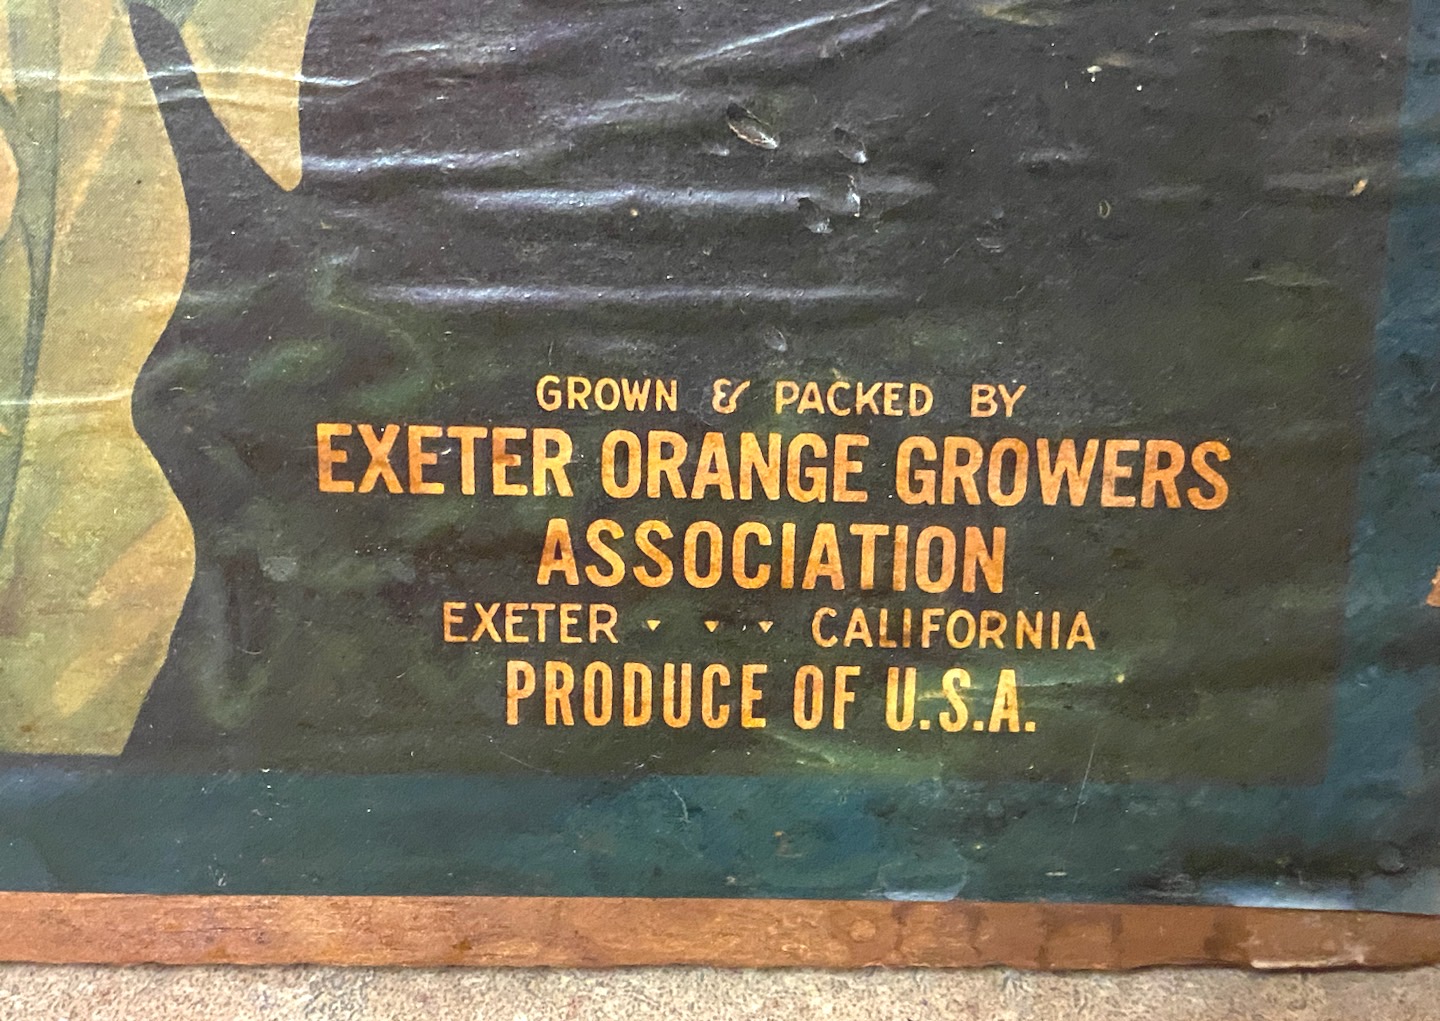 GROWN & PACKED BY
EXETER ORANGE GROWERS
ASSOCIATION
EXETER ▾ ▾ ▾ CALIFORNIA
PRODUCE OF U.S.A.